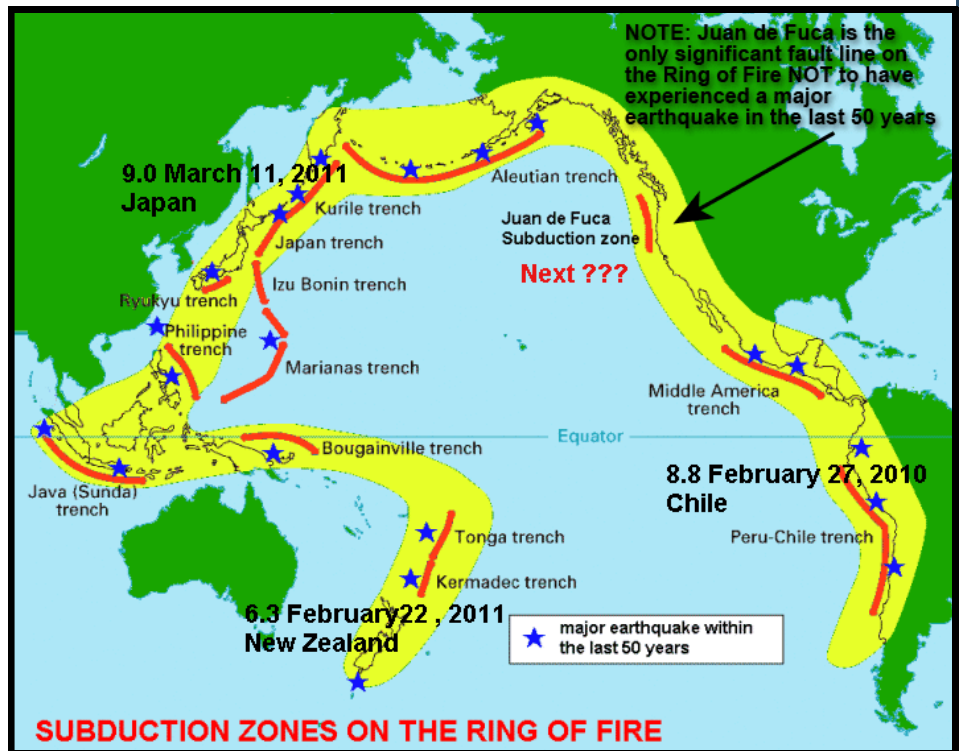 NOTE: Juan de Fuca is the
only significant fault line on
the Ring of Fire NOT to have
experienced a major
earthquake in the last 50 years
9.0 March 11, 2011
Japan
Aleutian trench
Kurile trench
Juan de Fuca
Subduction zone
Japan trench
Next ???
Izu Bonin trench
Ryukyu trench
Philippine
trench
Marianas trench
Middle America
trench
Equator
Bougainville trench
8.8 February 27, 2010
Chile
Java (Sunda)
trench
Tonga trench
Peru-Chile trench
Kermadec trench
6.3 February22 , 2011
New Zealand
major earthquake within
the last 50 years
SUBDUCTION ZONES ON THE RING OF FIRE